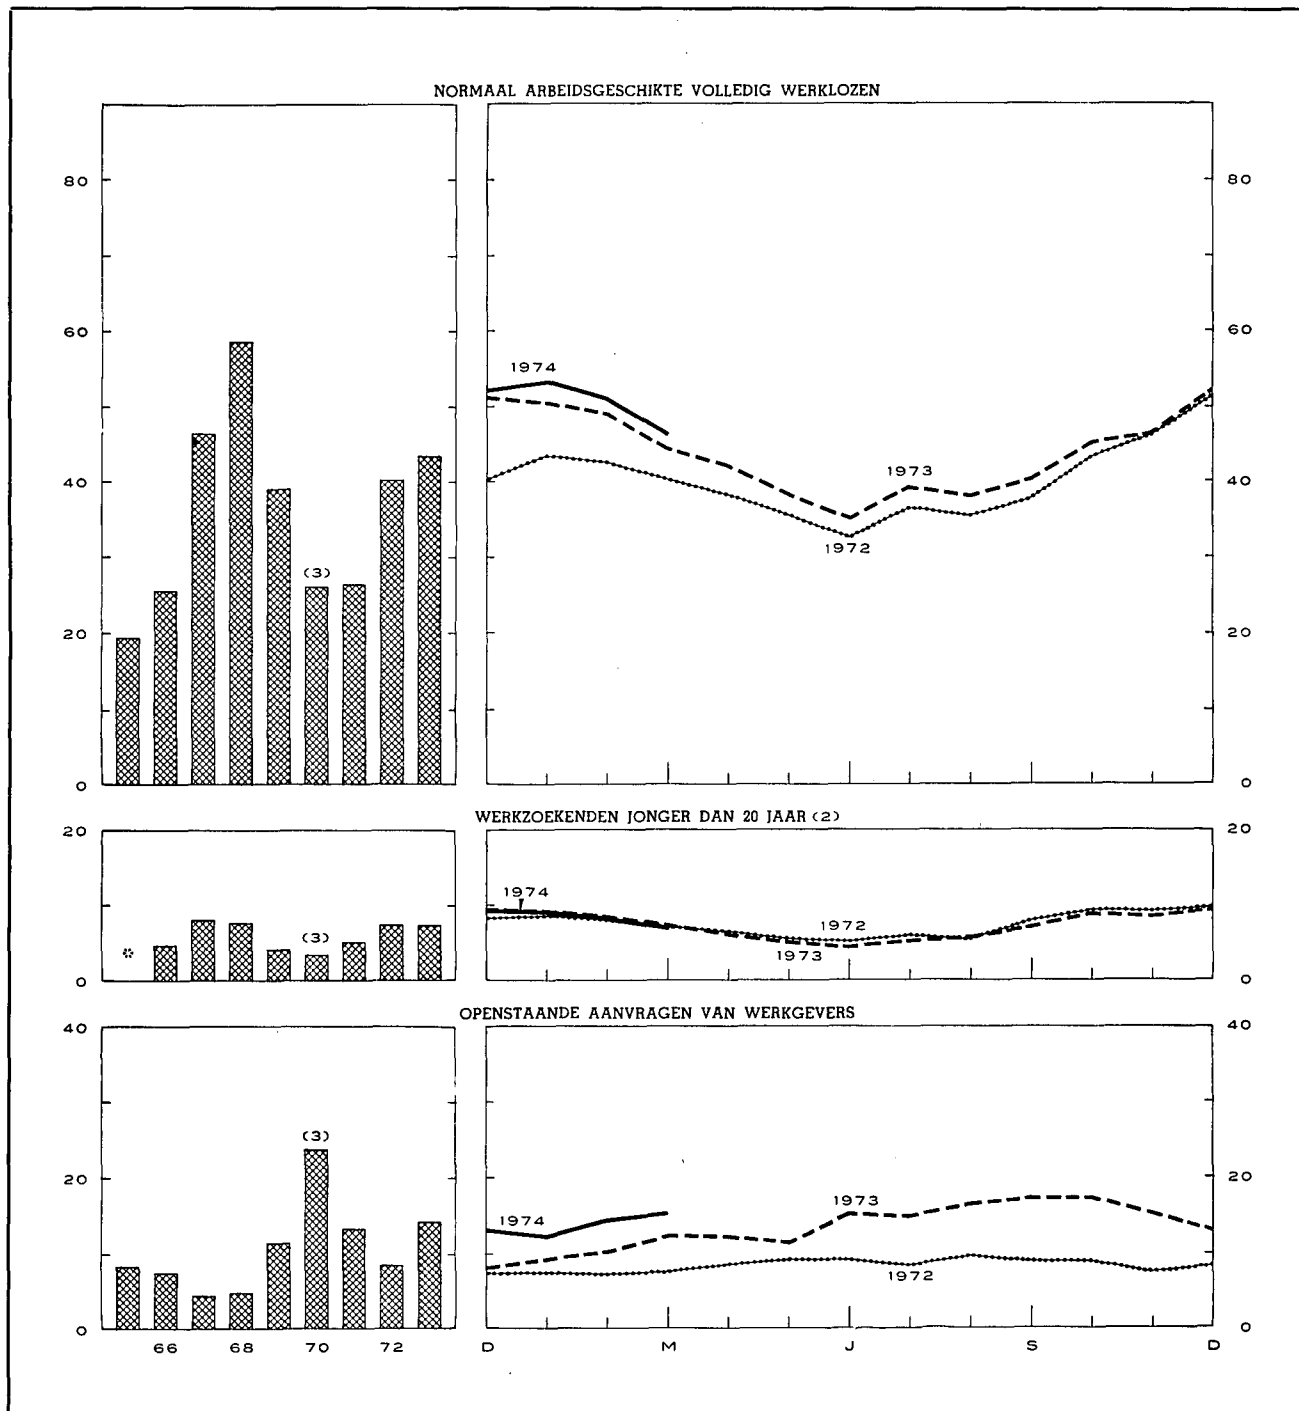 NORMAAL ARBEIDSGESCHIKTE VOLLEDIG WERKLOZEN
80 80
60 60
1974
40 1973 40
1972
(3)
20 20
0 0
WERKZOEKENDEN JONGER DAN 20 JAAR (2)
20 20
1974
(3) 1972
* 1973
0 0
OPENSTAANDE AANVRAGEN VAN WERKGEVERS
40 40
(3)
20 1973 20
1974
1972
0 0
66 68 70 72 D M J S D